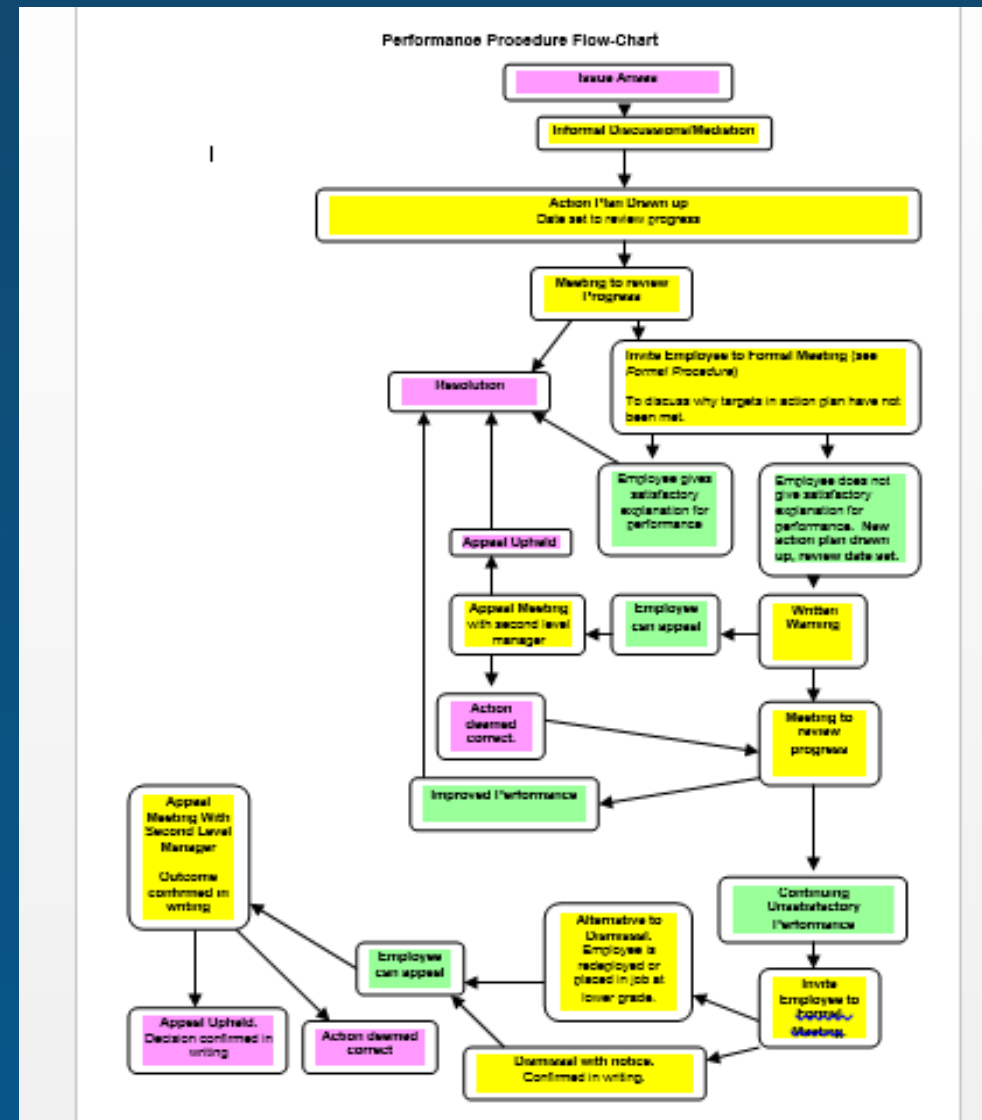 Performance Procedure Flow-Chart
Issue Arises
Informal Discussions/Mediation
Action Plan Drawn up
Date set to review progress
Meeting to review
Progress
Invite Employee to Formal Meeting (see
Formal Procedure)
To discuss why targets in action plan have not
been met.
Resolution
Employee gives
satisfactory
explanation for
performance
Employee does not
give satisfactory
explanation for
performance. New
action plan drawn
up, review date set.
Appeal Upheld
Appeal Meeting
with second level
manager
Employee
can appeal
Written
Warning
Action
deemed
correct.
Meeting to
review
progress
Improved Performance
Appeal
Meeting With
Second Level
Manager
Outcome
confirmed in
writing
Continuing
Unsatisfactory
Performance
Alternative to
Dismissal.
Employee is
redeployed or
placed in job at
lower grade.
Employee
can appeal
Invite
Employee to
Formal
Meeting.
Appeal Upheld.
Decision confirmed in
writing
Action deemed
correct
Dismissal with notice.
Confirmed in writing.